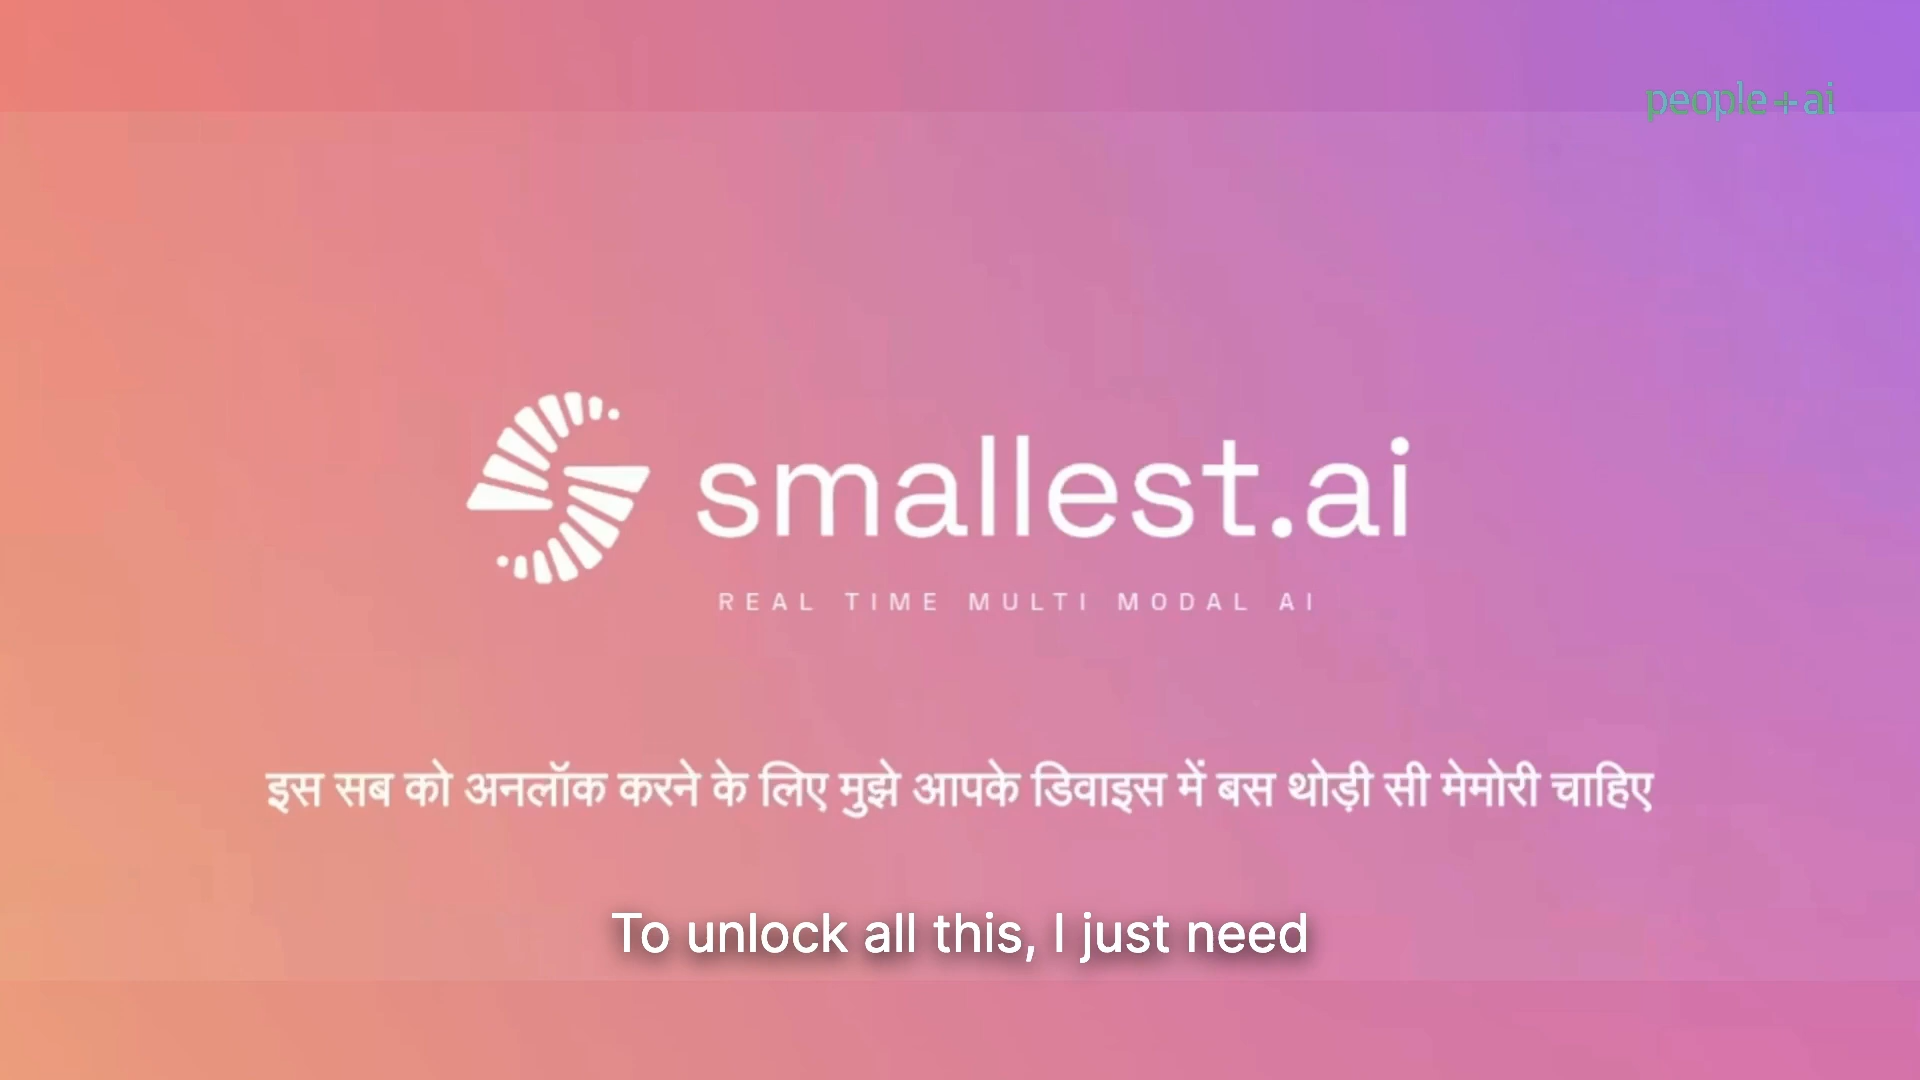 people+ai
smallest.ai
REAL TIME MULTI MODAL AI
इस सब को अनलॉक करने के लिए मुझे आपके डिवाइस में बस थोड़ी सी मेमोरी चाहिए
To unlock all this, I just need